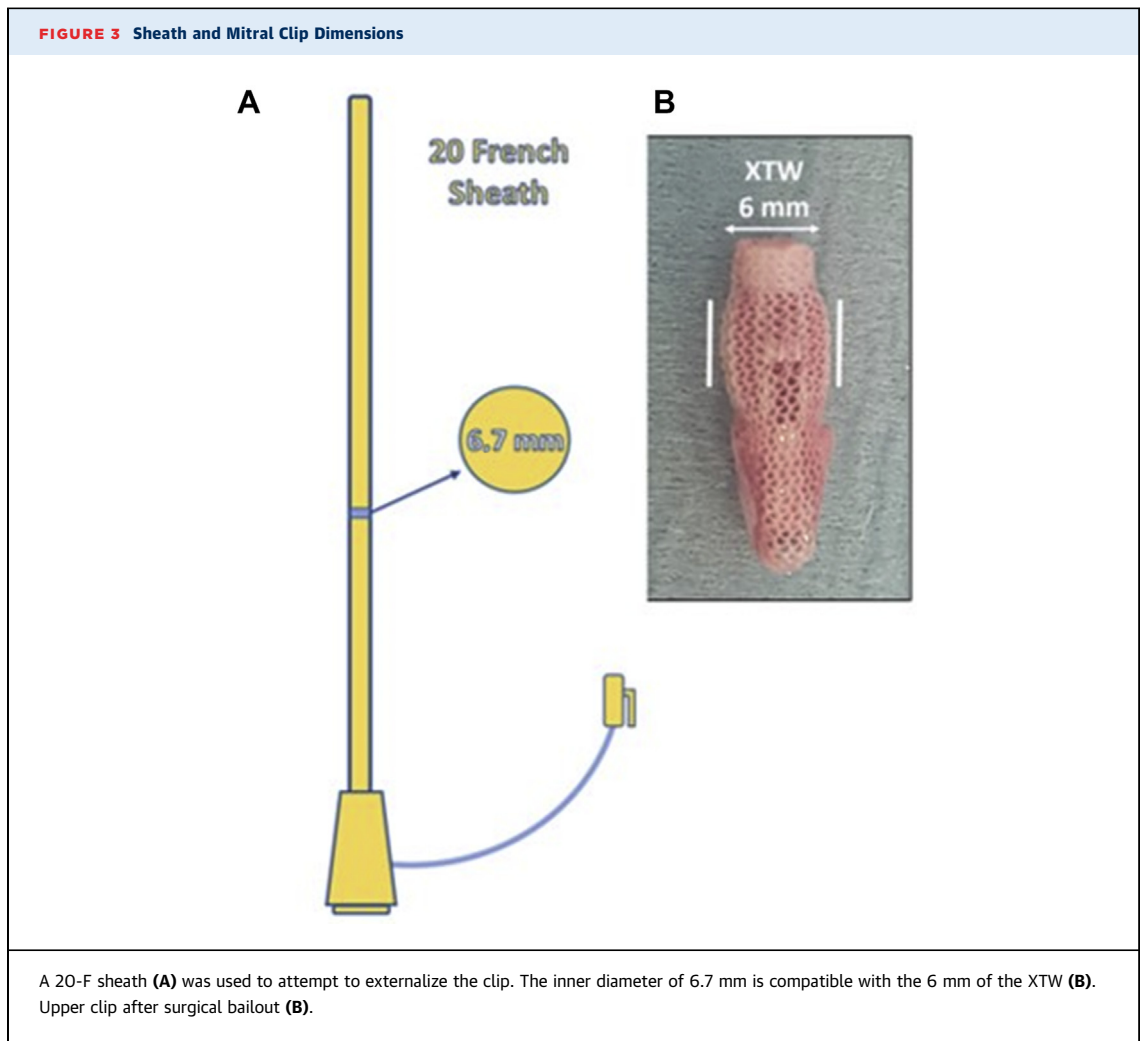 FIGURE 3 Sheath and Mitral Clip Dimensions
A
20 French
Sheath
6.7 mm
B
XTW
6 mm
A 20-F sheath (A) was used to attempt to externalize the clip. The inner diameter of 6.7 mm is compatible with the 6 mm of the XTW (B).
Upper clip after surgical bailout (B).